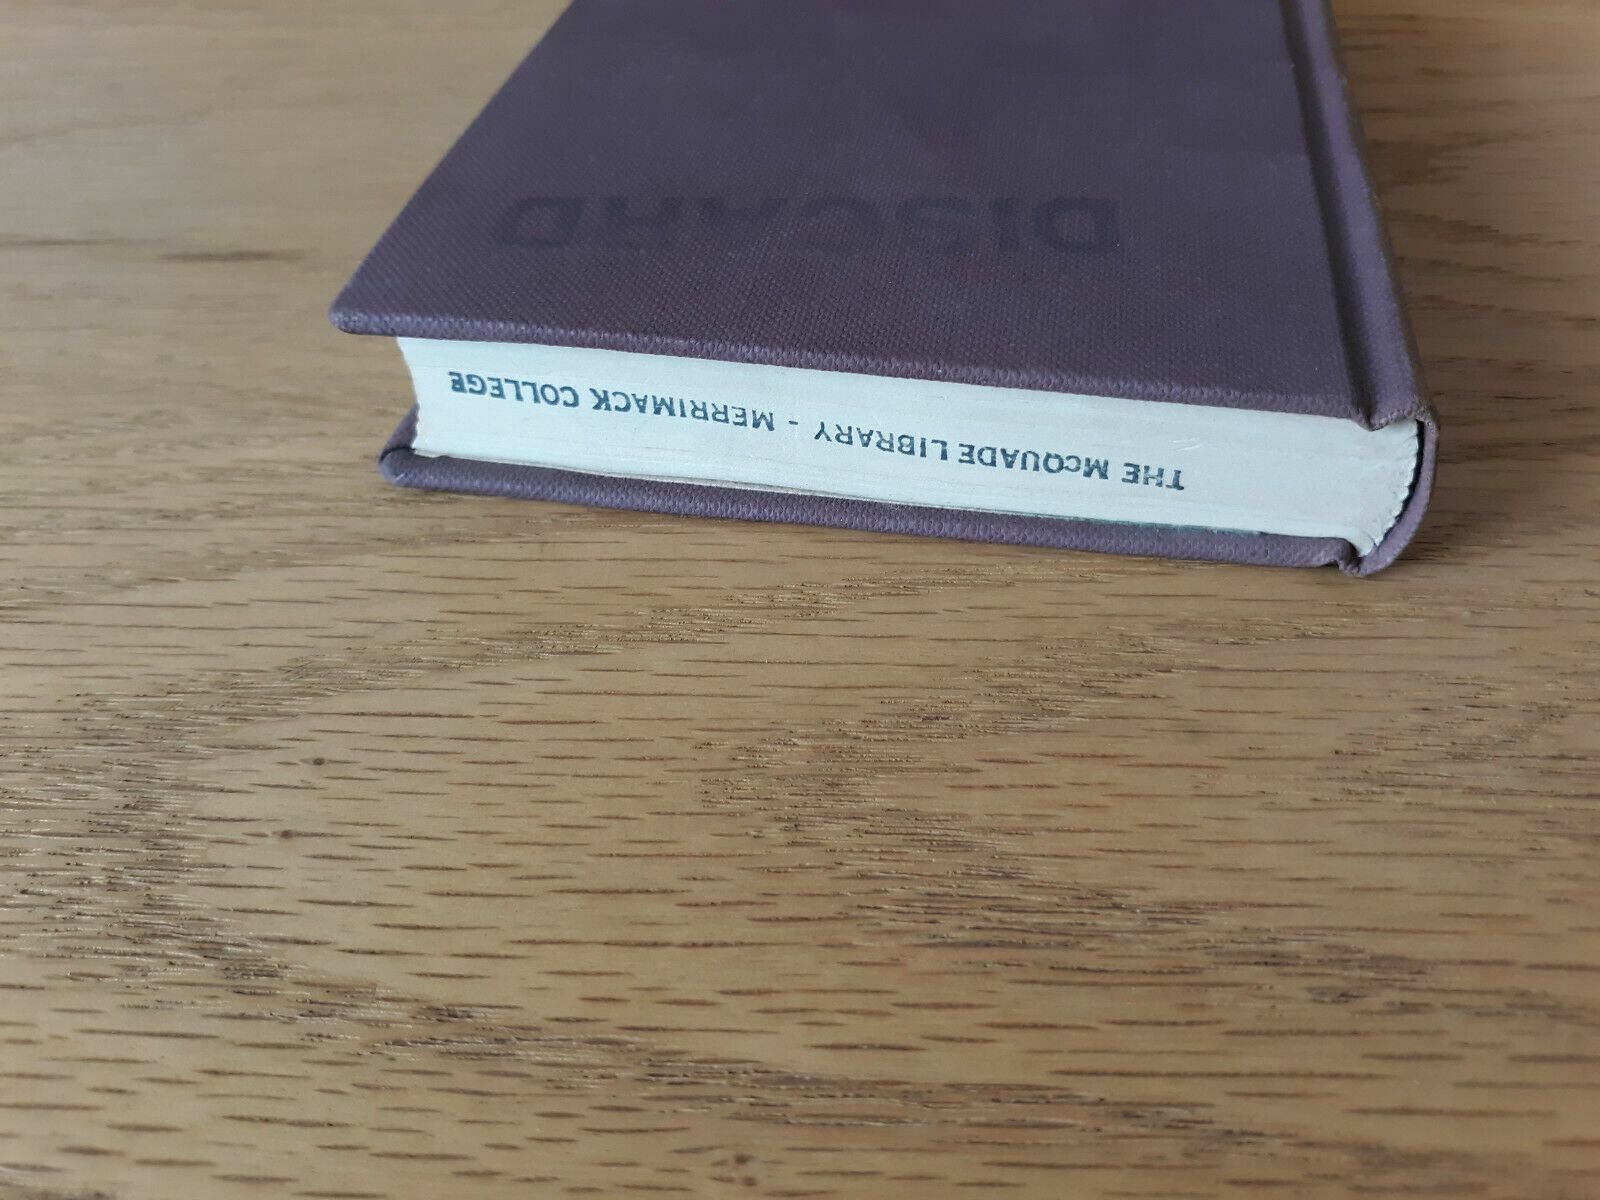 DISCARD
THE McQUADE LIBRARY - MERRIMACK COLLEGE